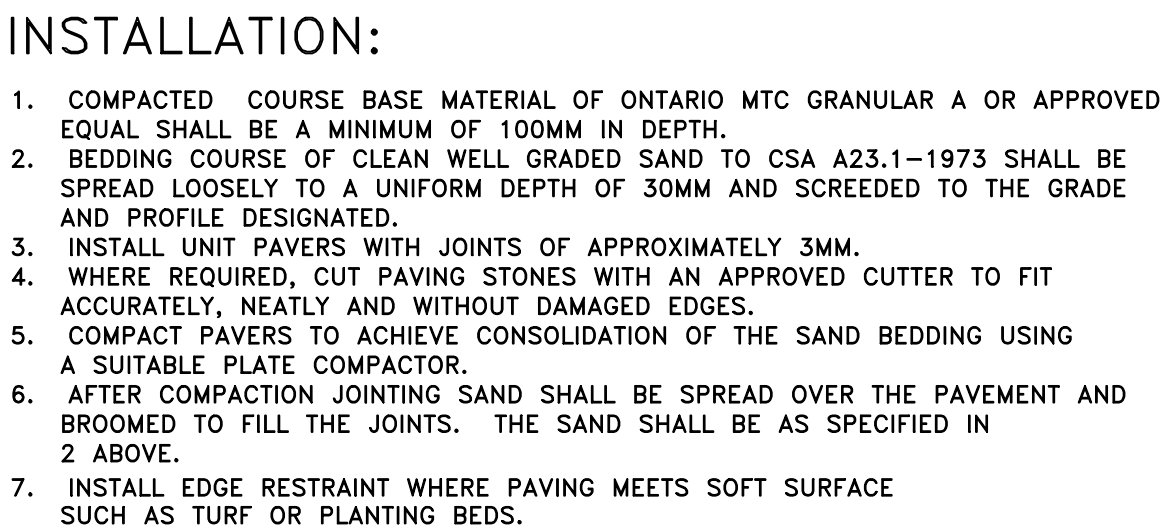 INSTALLATION:
1. COMPACTED COURSE BASE MATERIAL OF ONTARIO MTC GRANULAR A OR APPROVED
EQUAL SHALL BE A MINIMUM OF 100MM IN DEPTH.
2. BEDDING COURSE OF CLEAN WELL GRADED SAND TO CSA A23.1-1973 SHALL BE
SPREAD LOOSELY TO A UNIFORM DEPTH OF 30MM AND SCREEDED TO THE GRADE
AND PROFILE DESIGNATED.
3. INSTALL UNIT PAVERS WITH JOINTS OF APPROXIMATELY 3MM.
4. WHERE REQUIRED, CUT PAVING STONES WITH AN APPROVED CUTTER TO FIT
ACCURATELY, NEATLY AND WITHOUT DAMAGED EDGES.
5. COMPACT PAVERS TO ACHIEVE CONSOLIDATION OF THE SAND BEDDING USING
A SUITABLE PLATE COMPACTOR.
6. AFTER COMPACTION JOINTING SAND SHALL BE SPREAD OVER THE PAVEMENT AND
BROOMED TO FILL THE JOINTS. THE SAND SHALL BE AS SPECIFIED IN
2 ABOVE.
7. INSTALL EDGE RESTRAINT WHERE PAVING MEETS SOFT SURFACE
SUCH AS TURF OR PLANTING BEDS.